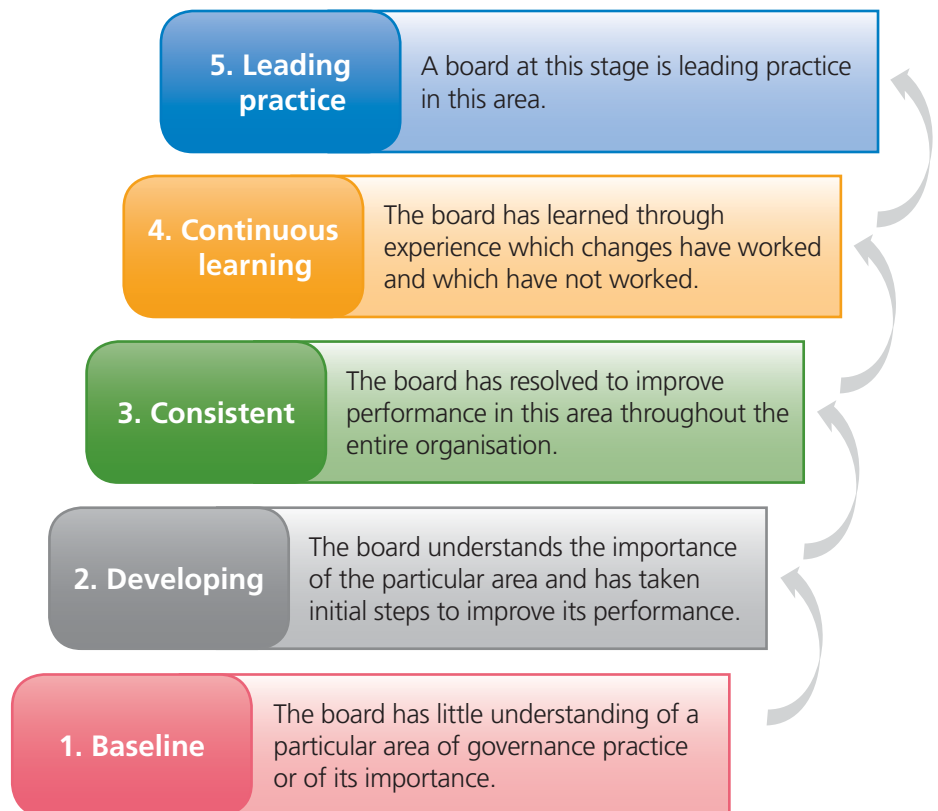 5. Leading
practice
A board at this stage is leading practice
in this area.
4. Continuous
learning
The board has learned through
experience which changes have worked
and which have not worked.
3. Consistent
The board has resolved to improve
performance in this area throughout the
entire organisation.
2. Developing
The board understands the importance
of the particular area and has taken
initial steps to improve its performance.
1. Baseline
The board has little understanding of a
particular area of governance practice
or of its importance.